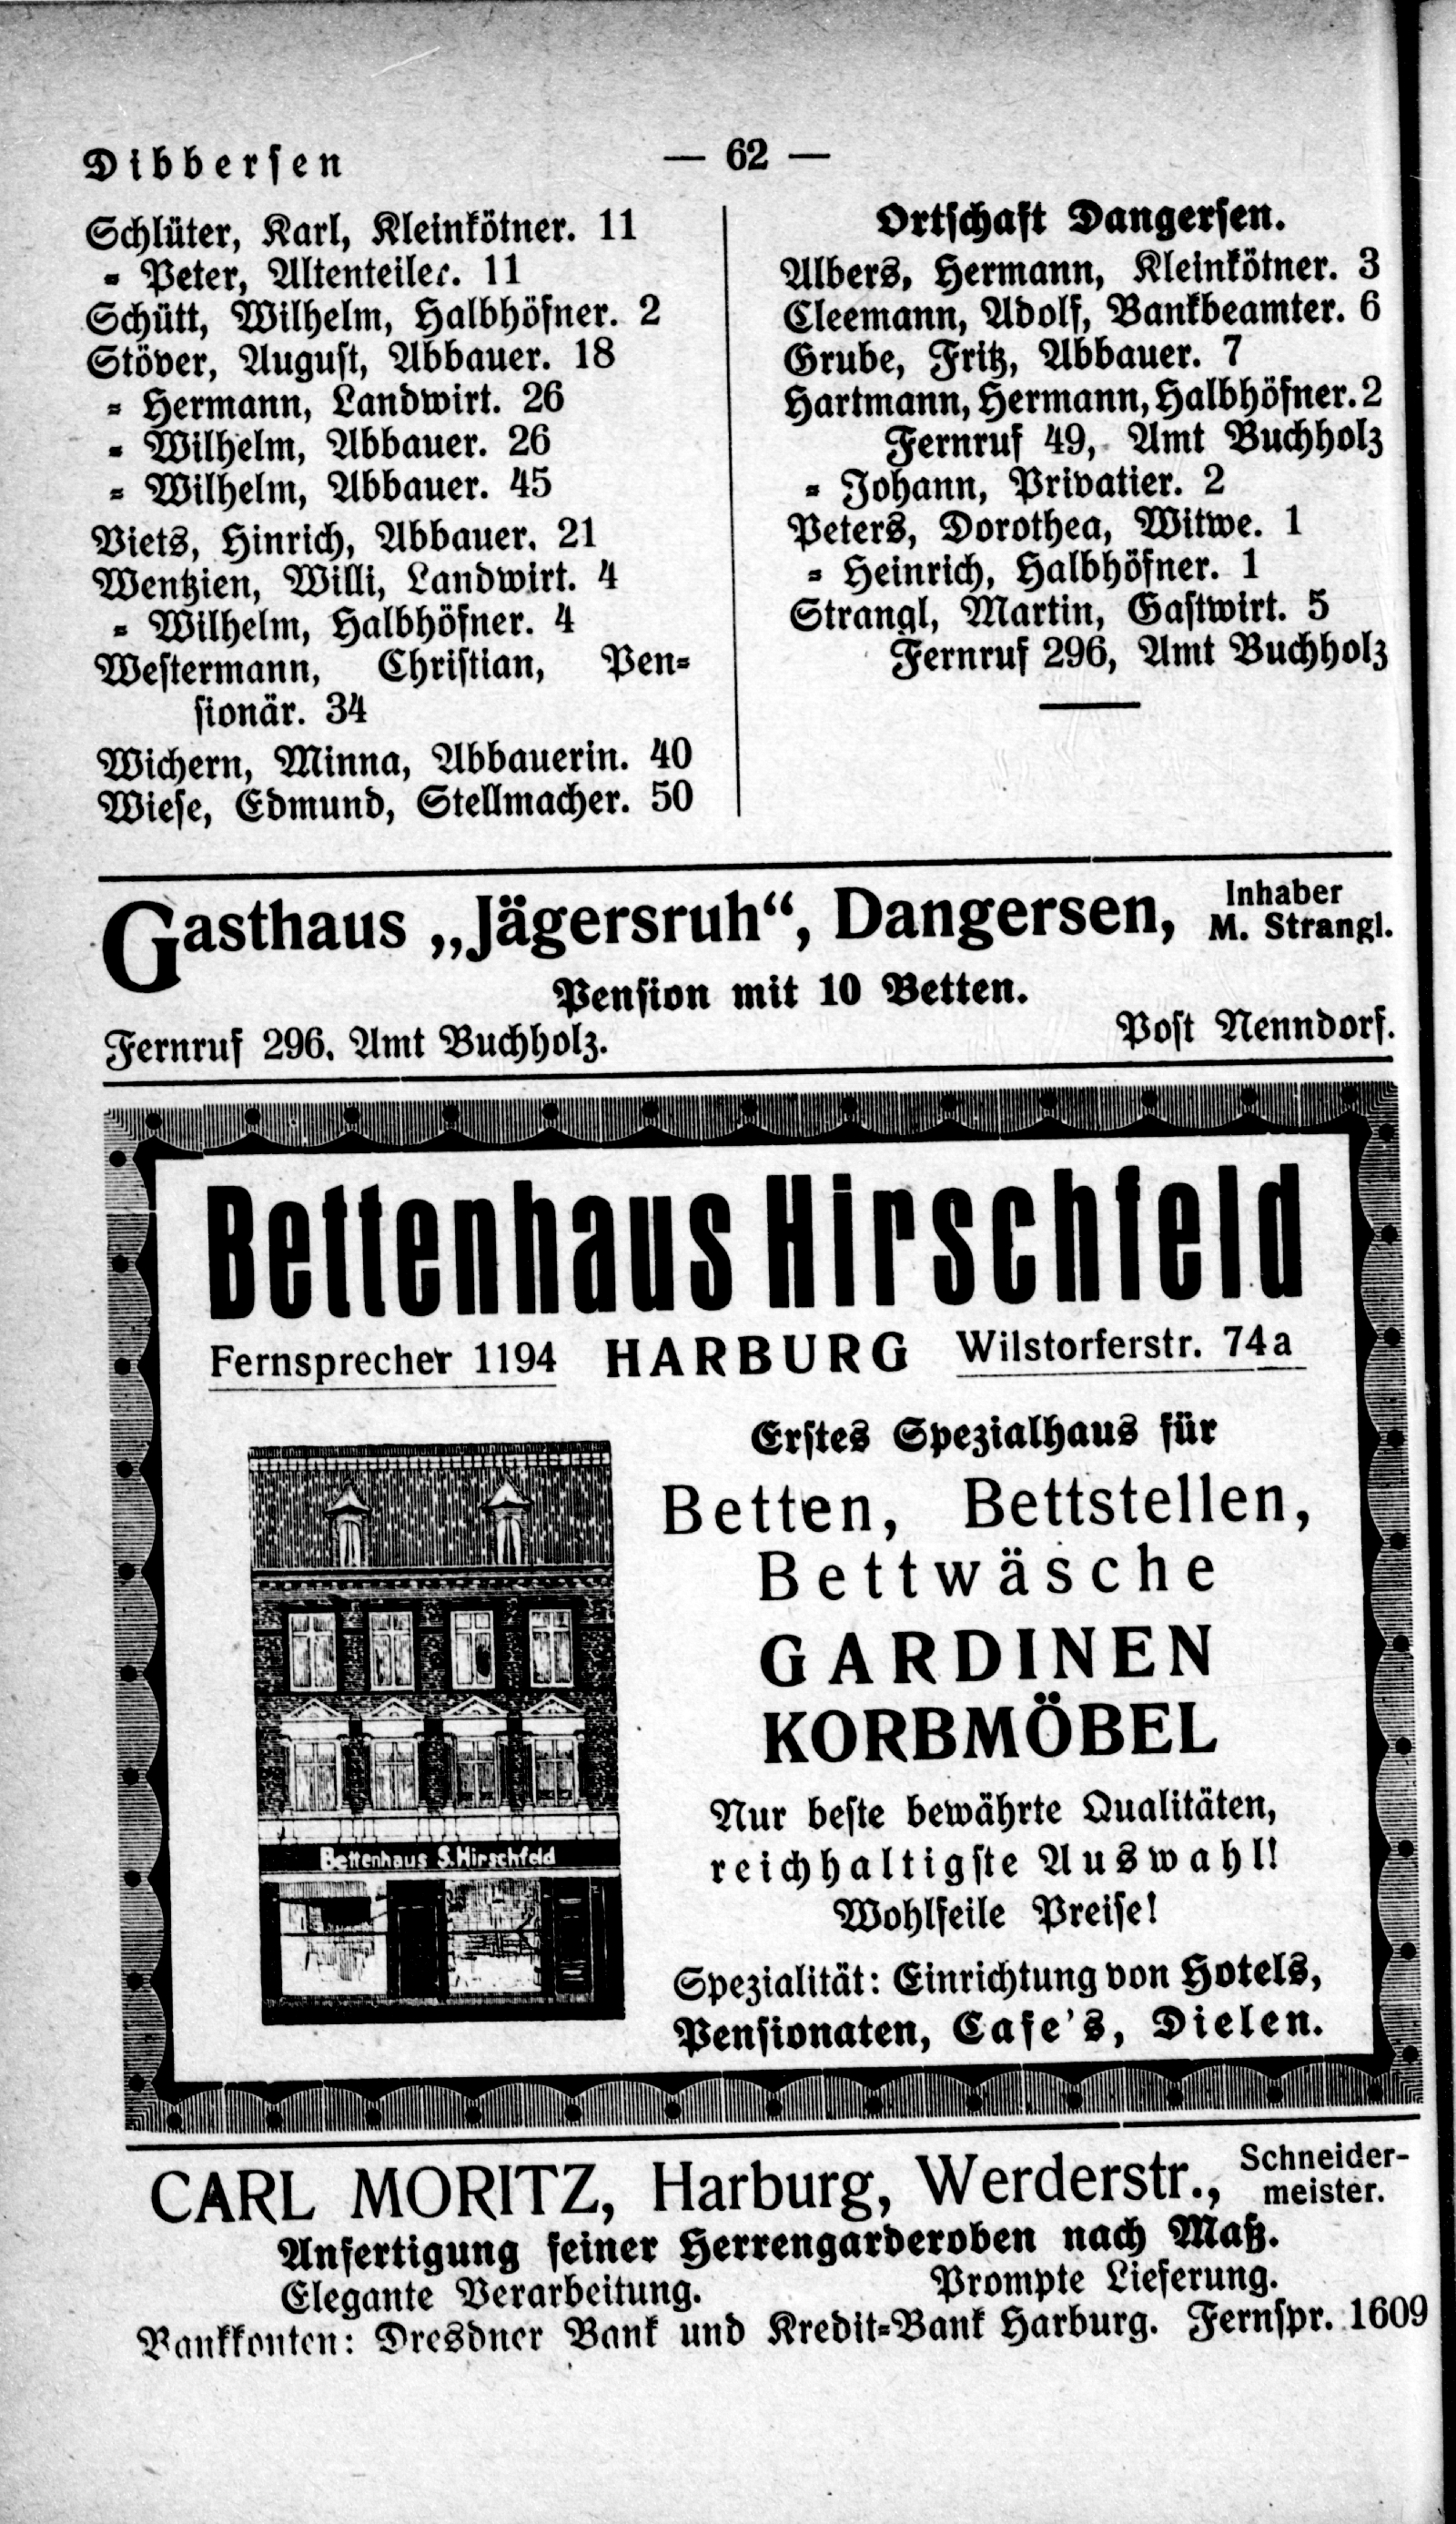 Dibbersen
— 62 —
Schlüter, Karl, Kleinkötner. 11
= Peter, Altenteiler. 11
Schütt, Wilhelm, Halbhöfner. 2
Stöver, August, Abbauer. 18
= Hermann, Landwirt. 26
= Wilhelm, Abbauer. 26
= Wilhelm, Abbauer. 45
Viets, Hinrich, Abbauer. 21
Wentzien, Willi, Landwirt. 4
= Wilhelm, Halbhöfner. 4
Westermann, Christian, Pen=
sionär. 34
Wichern, Minna, Abbauerin. 40
Wiese, Edmund, Stellmacher. 50
Ortschaft Dangersen.
Albers, Hermann, Kleinkötner. 3
Cleemann, Adolf, Bankbeamter. 6
Grube, Fritz, Abbauer. 7
Hartmann, Hermann, Halbhöfner. 2
Fernruf 49, Amt Buchholz
= Johann, Privatier. 2
Peters, Dorothea, Witwe. 1
= Heinrich, Halbhöfner. 1
Strangl, Martin, Gastwirt. 5
Fernruf 296, Amt Buchholz
Gasthaus „Jägersruh“, Dangersen, Inhaber
M. Strangl.
Pension mit 10 Betten.
Fernruf 296. Amt Buchholz. Post Nenndorf.
Bettenhaus Hirschfeld
Fernsprecher 1194 HARBURG Wilstorferstr. 74a
Erstes Spezialhaus für
Betten, Bettstellen,
Bettwäsche
GARDINEN
KORBMÖBEL
Nur beste bewährte Qualitäten,
reichhaltigste Auswahl!
Wohlfeile Preise!
Spezialität: Einrichtung von Hotels,
Pensionaten, Cafe's, Dielen.
Bettenhaus S. Hirschfeld
CARL MORITZ, Harburg, Werderstr., Schneider-
meister.
Anfertigung feiner Herrengarderoben nach Maß.
Elegante Verarbeitung. Prompte Lieferung.
Bankkonten: Dresdner Bank und Kredit=Bank Harburg. Fernspr. 1609